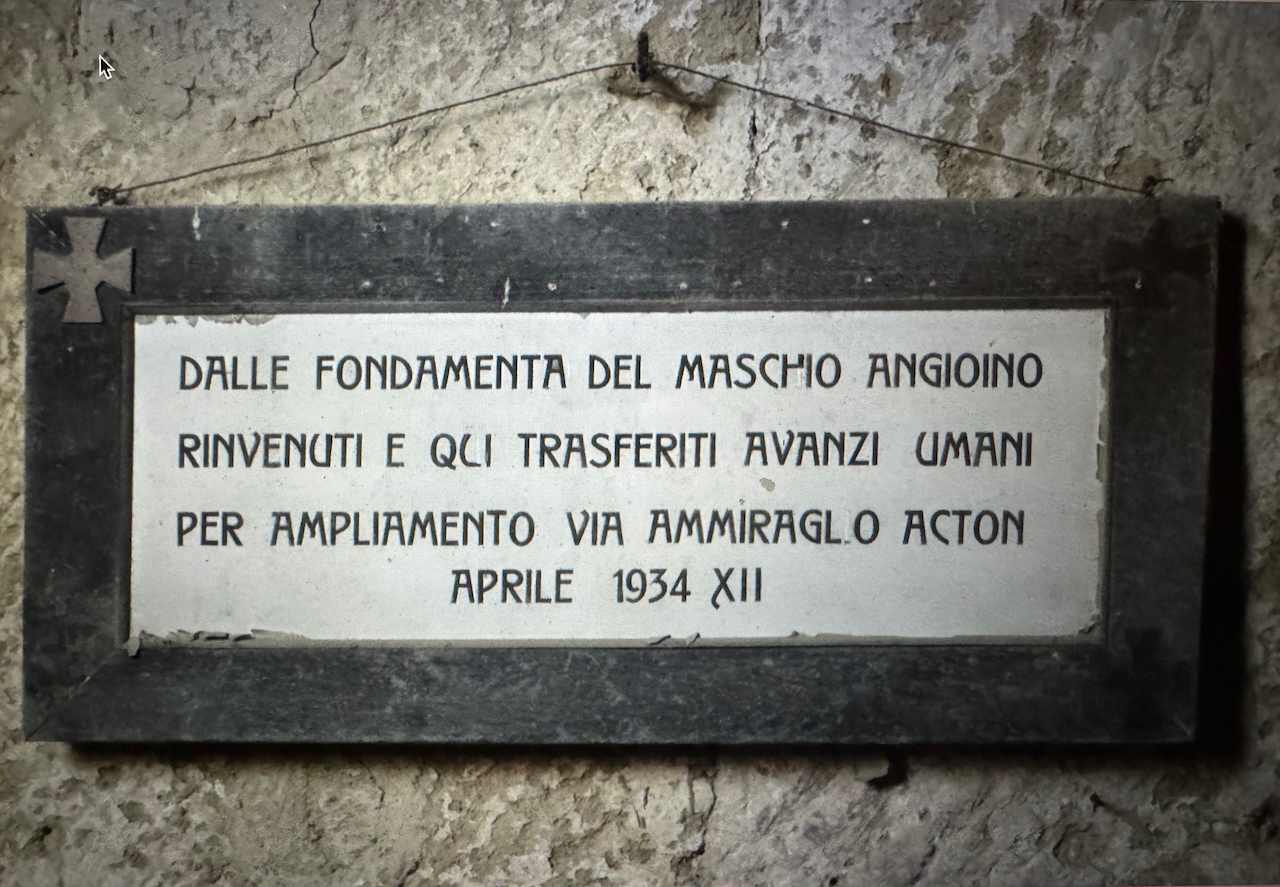 DALLE FONDAMENTA DEL MASCHIO ANGIOINO
RINVENUTI E QUI TRASFERITI AVANZI UMANI
PER AMPLIAMENTO VIA AMMIRAGLIO ACTON
APRILE 1934 XII